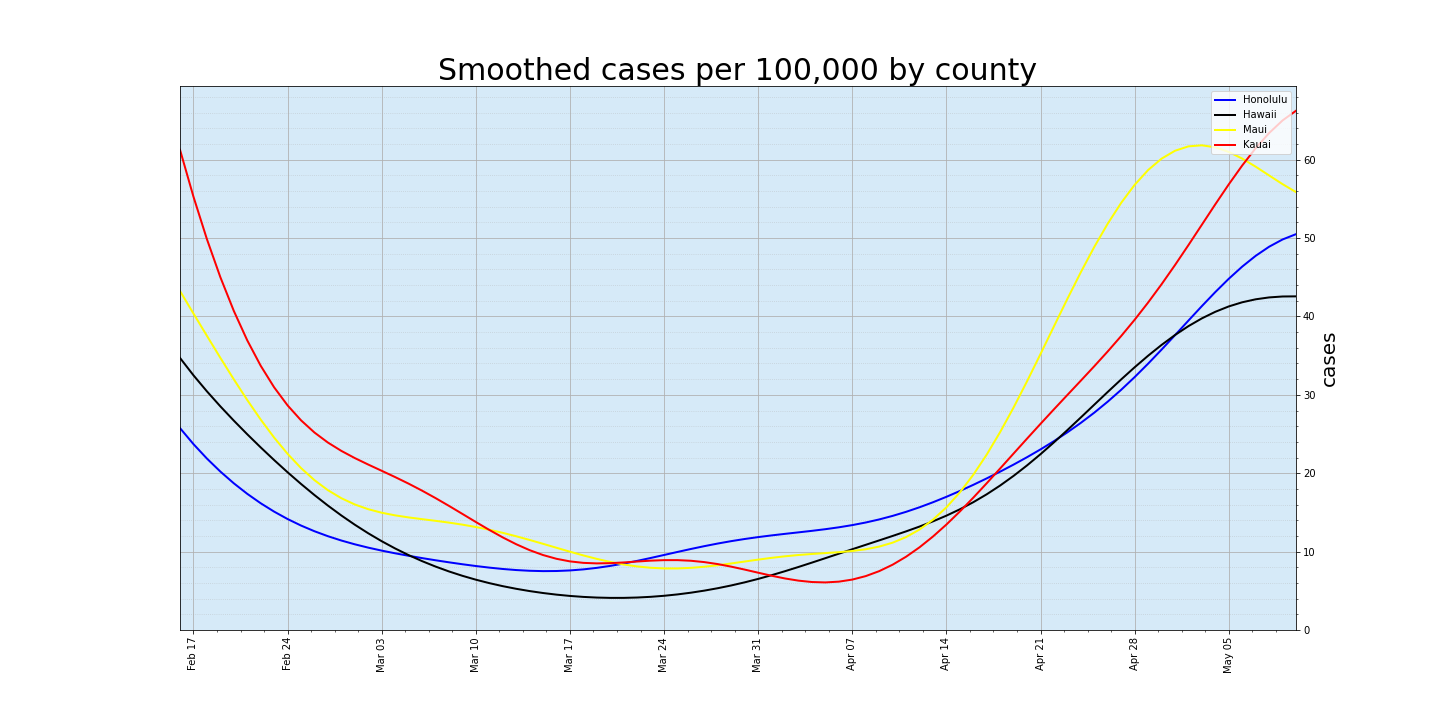 Smoothed cases per 100,000 by county
Honolulu
Hawaii
Maui
Kauai
60
50
40
30
20
10
0
cases
Feb 17
Feb 24
Mar 03
Mar 10
Mar 17
Mar 24
Mar 31
Apr 07
Apr 14
Apr 21
Apr 28
May 05